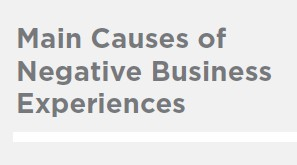 Main Causes of
Negative Business
Experiences